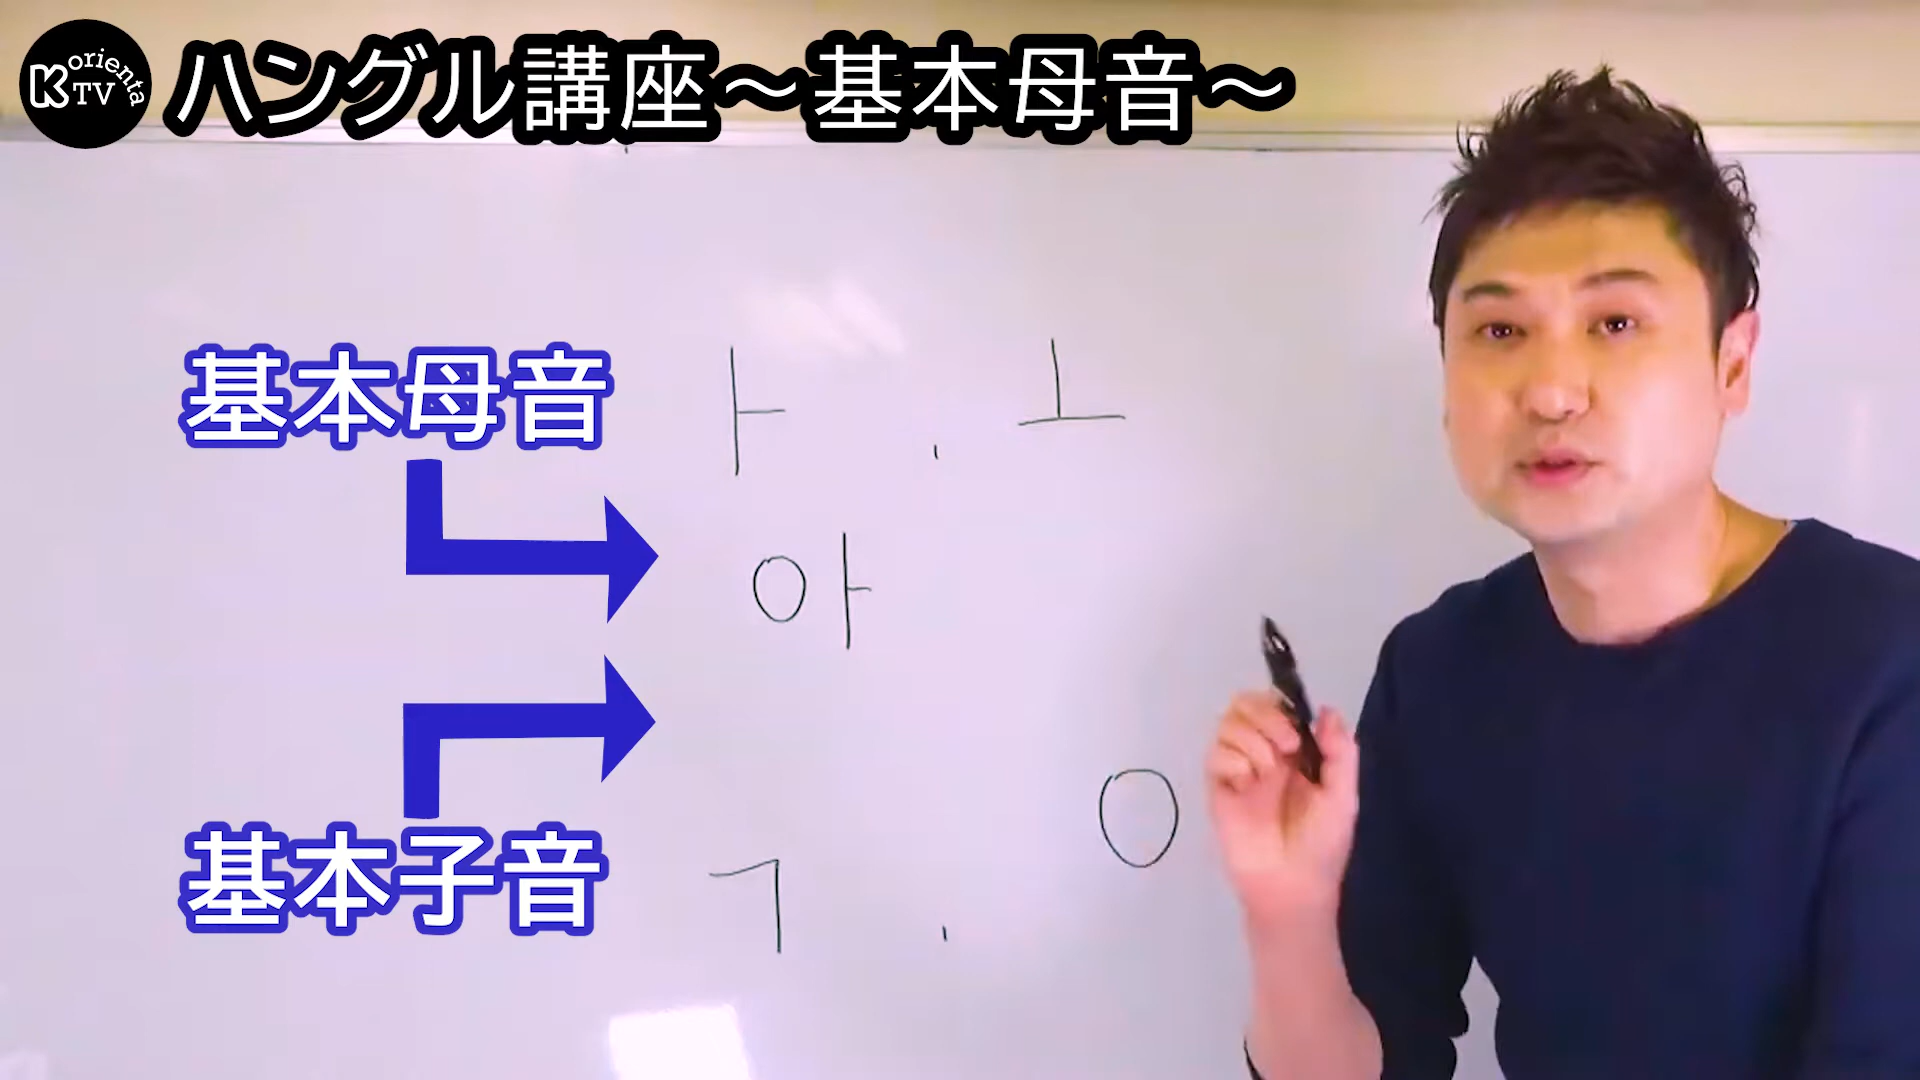 Korienta TV
ハングル講座～基本母音～
基本母音
ㅏ , ㅗ
아
基本子音
ㄱ , ㅇ